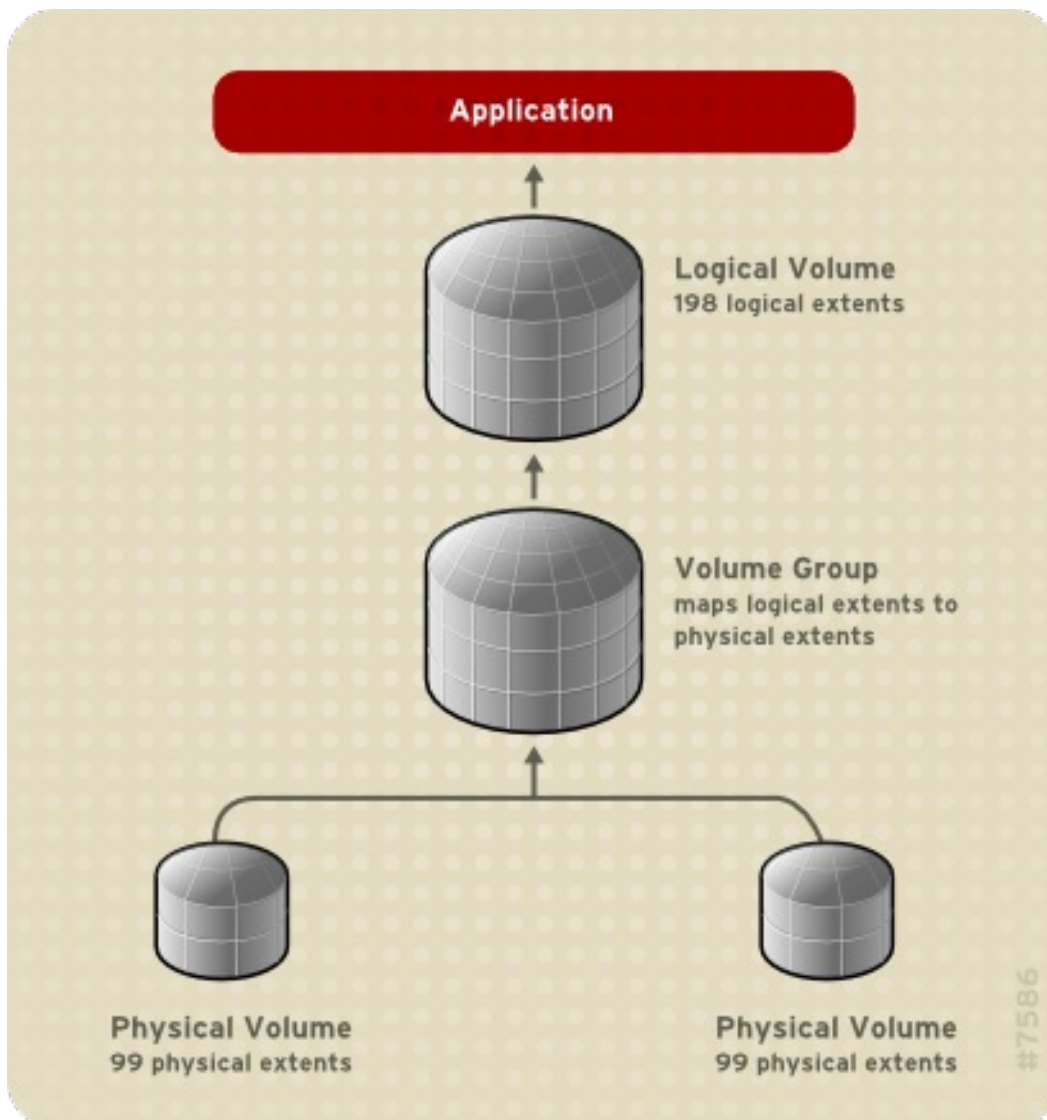 Application
Logical Volume
198 logical extents
Volume Group
maps logical extents to
physical extents
Physical Volume
99 physical extents
Physical Volume
99 physical extents
#7586